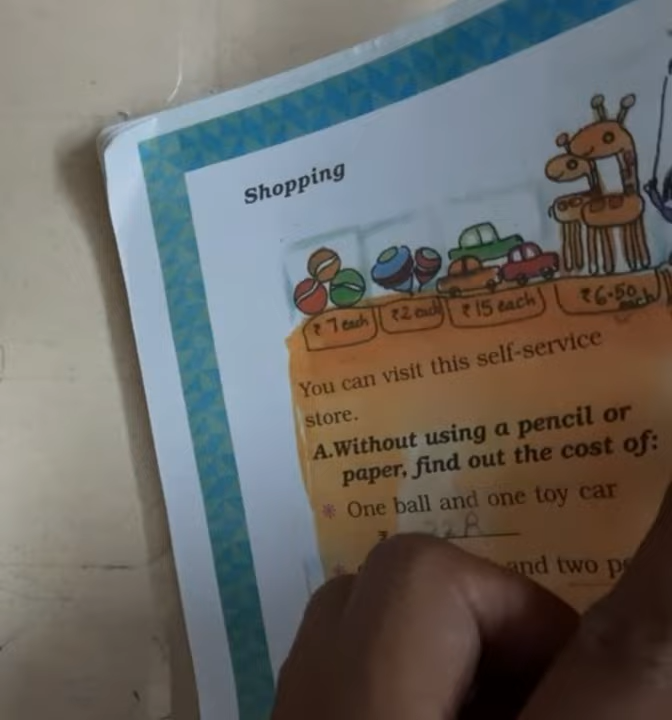 Shopping
₹7 each ₹2 each ₹15 each ₹6.50 each
You can visit this self-service
store.
A.Without using a pencil or
paper, find out the cost of:
* One ball and one toy car
₹ 22R
* and two